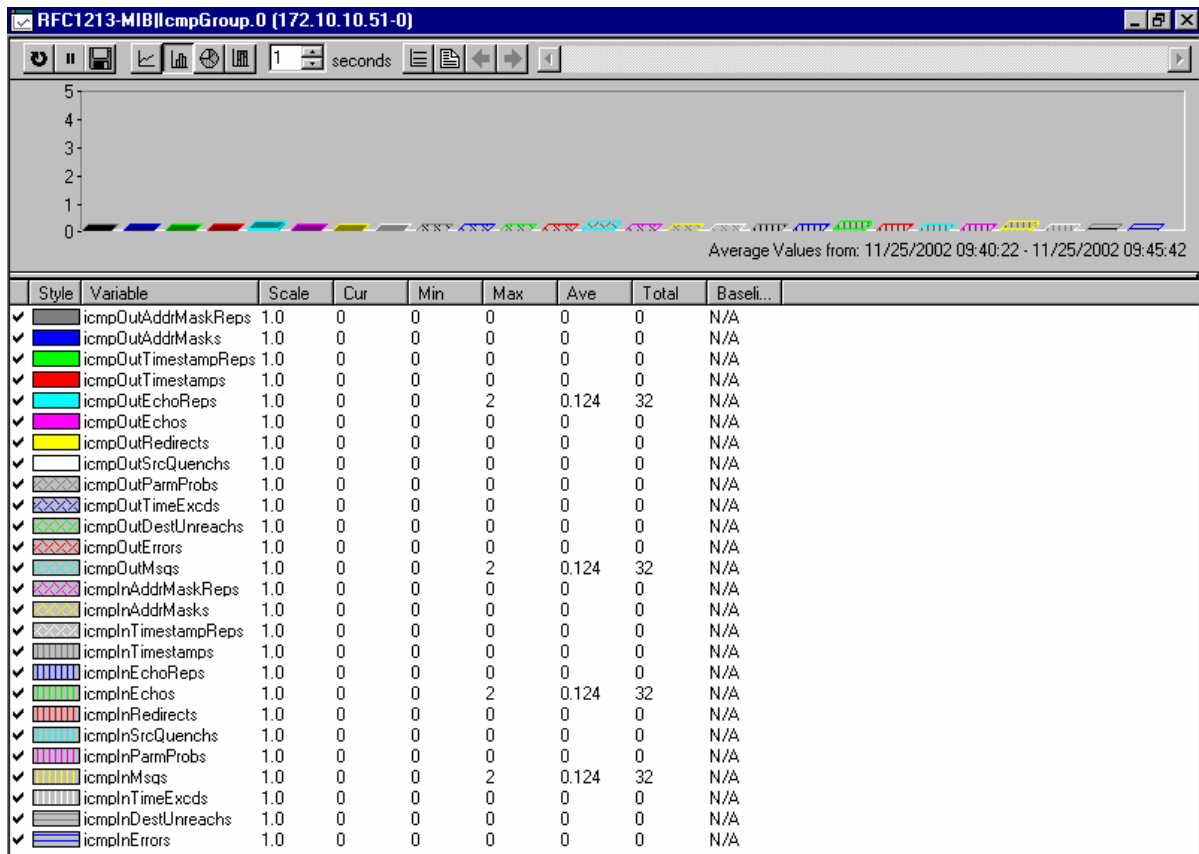 RFC1213-MIB|IcmpGroup.0 (172.10.10.51-0)
1 seconds
5
4
3
2
1
0
Average Values from: 11/25/2002 09:40:22 - 11/25/2002 09:45:42
Style Variable Scale Cur Min Max Ave Total Baseli...
icmpOutAddrMaskReps 1.0 0 0 0 0 0 N/A
icmpOutAddrMasks 1.0 0 0 0 0 0 N/A
icmpOutTimestampReps 1.0 0 0 0 0 0 N/A
icmpOutTimestamps 1.0 0 0 0 0 0 N/A
icmpOutEchoReps 1.0 0 0 2 0.124 32 N/A
icmpOutEchos 1.0 0 0 0 0 0 N/A
icmpOutRedirects 1.0 0 0 0 0 0 N/A
icmpOutSrcQuenchs 1.0 0 0 0 0 0 N/A
icmpOutParmProbs 1.0 0 0 0 0 0 N/A
icmpOutTimeExcds 1.0 0 0 0 0 0 N/A
icmpOutDestUnreachs 1.0 0 0 0 0 0 N/A
icmpOutErrors 1.0 0 0 0 0 0 N/A
icmpOutMsgs 1.0 0 0 2 0.124 32 N/A
icmpInAddrMaskReps 1.0 0 0 0 0 0 N/A
icmpInAddrMasks 1.0 0 0 0 0 0 N/A
icmpInTimestampReps 1.0 0 0 0 0 0 N/A
icmpInTimestamps 1.0 0 0 0 0 0 N/A
icmpInEchoReps 1.0 0 0 0 0 0 N/A
icmpInEchos 1.0 0 0 2 0.124 32 N/A
icmpInRedirects 1.0 0 0 0 0 0 N/A
icmpInSrcQuenchs 1.0 0 0 0 0 0 N/A
icmpInParmProbs 1.0 0 0 0 0 0 N/A
icmpInMsgs 1.0 0 0 2 0.124 32 N/A
icmpInTimeExcds 1.0 0 0 0 0 0 N/A
icmpInDestUnreachs 1.0 0 0 0 0 0 N/A
icmpInErrors 1.0 0 0 0 0 0 N/A